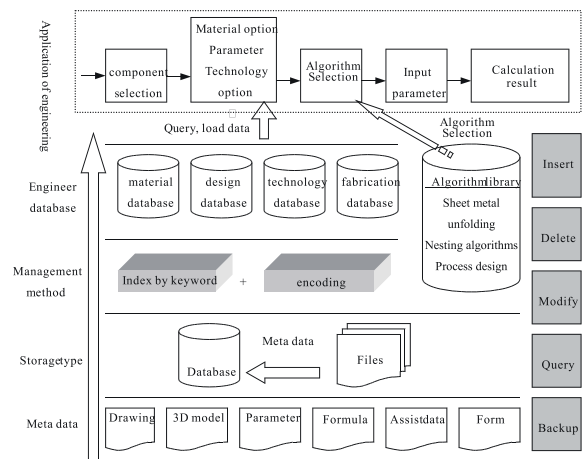 Application of engineering
component
selection
Material option
Parameter
Technology
option
Algorithm
Selection
Input
parameter
Calculation
result
Query, load data
Algorithm
Selection
Engineer
database
material
database
design
database
technology
database
fabrication
database
Algorithmlibrary
Sheet metal
unfolding
Nesting algorithms
Process design
Insert
Delete
Modify
Query
Backup
Management
method
Index by keyword
+
encoding
Storagetype
Database
Meta data
Files
Meta data
Drawing
3D model
Parameter
Formula
Assistdata
Form